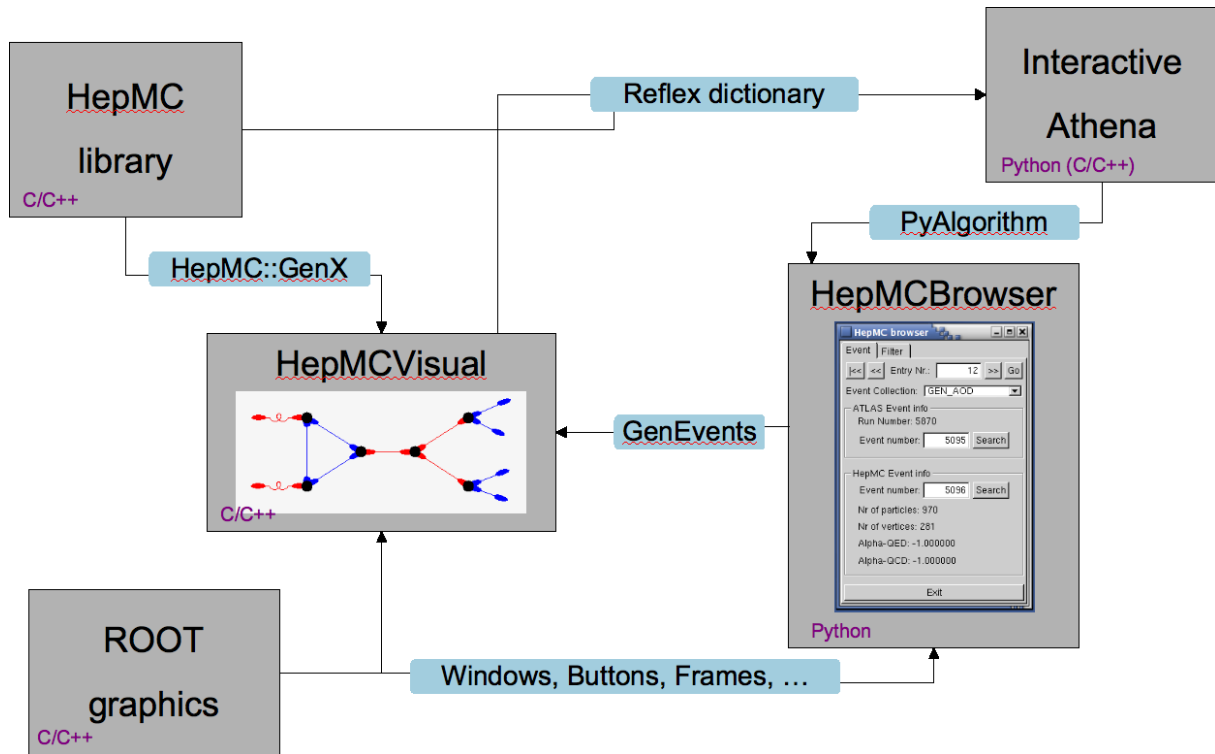 HepMC
library
C/C++
Reflex dictionary
Interactive
Athena
Python (C/C++)
PyAlgorithm
HepMC::GenX
HepMCVisual
C/C++
GenEvents
HepMCBrowser
HepMC browser
Event
Filter
|<< << Entry Nr.: 12 >> Go
Event Collection: GEN_AOD
ATLAS Event info
Run Number: 5870
Event number: 5095 Search
HepMC Event info
Event number: 5096 Search
Nr of particles: 970
Nr of vertices: 281
Alpha-QED: -1.000000
Alpha-QCD: -1.000000
Exit
Python
ROOT
graphics
C/C++
Windows, Buttons, Frames, …